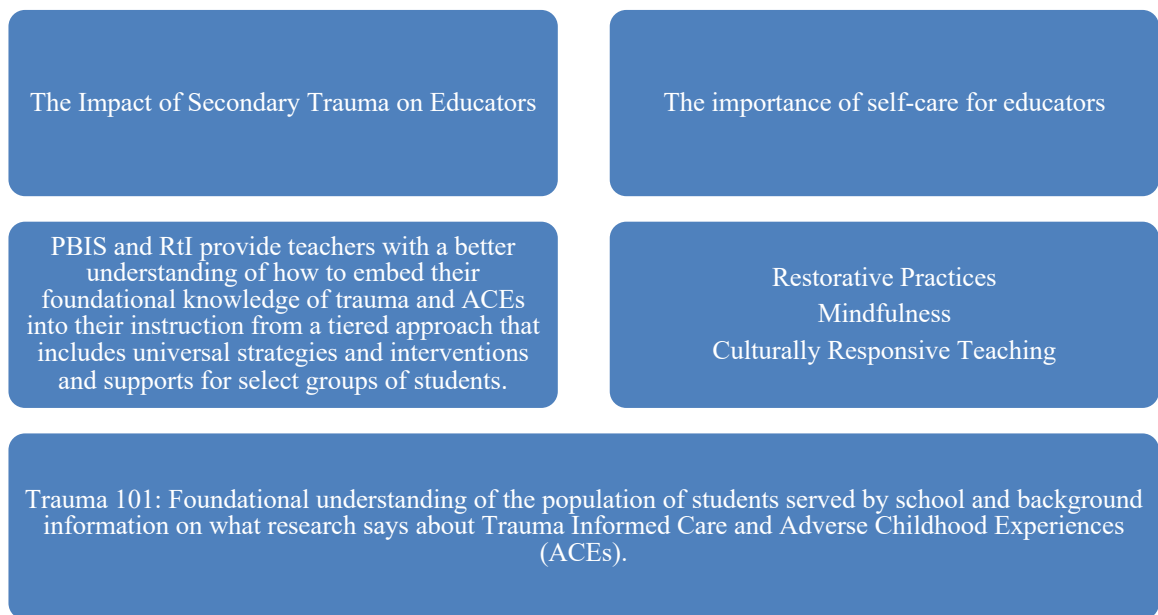 The Impact of Secondary Trauma on Educators
The importance of self-care for educators
PBIS and RtI provide teachers with a better
understanding of how to embed their
foundational knowledge of trauma and ACEs
into their instruction from a tiered approach that
includes universal strategies and interventions
and supports for select groups of students.
Restorative Practices
Mindfulness
Culturally Responsive Teaching
Trauma 101: Foundational understanding of the population of students served by school and background
information on what research says about Trauma Informed Care and Adverse Childhood Experiences
(ACEs).